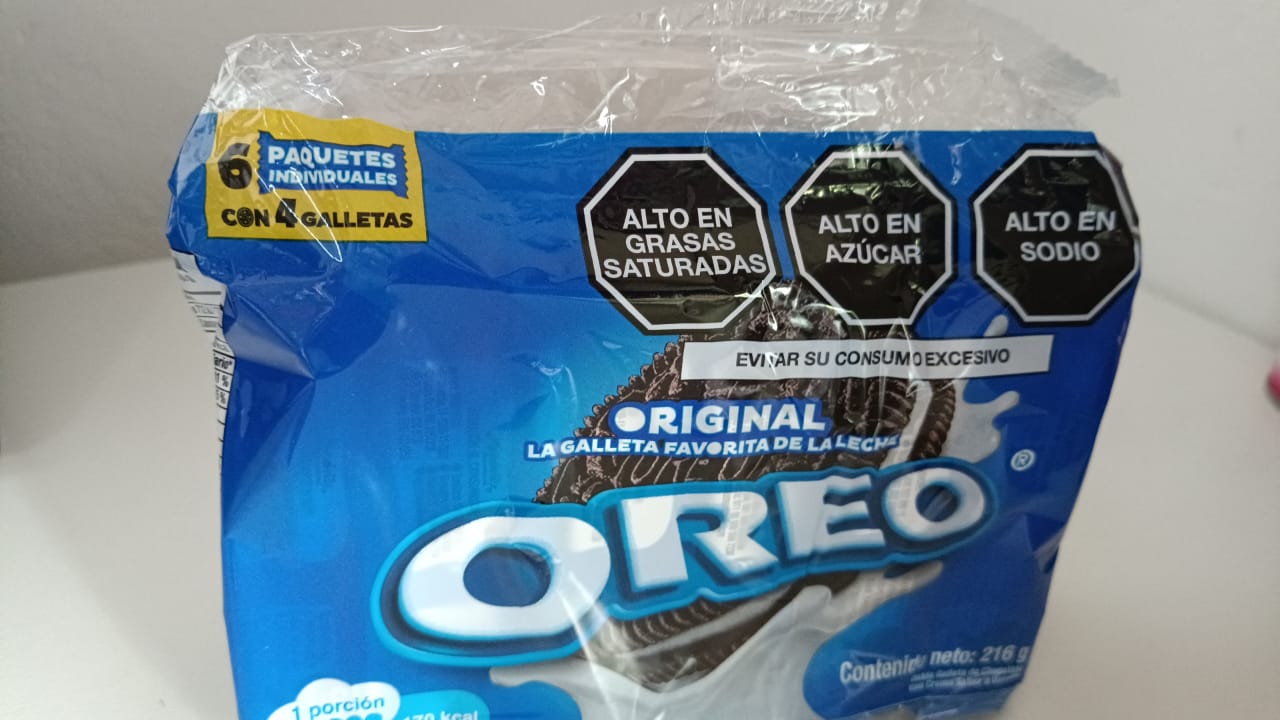 6 PAQUETES
INDIVIDUALES
CON 4 GALLETAS
ALTO EN
GRASAS
SATURADAS
ALTO EN
AZÚCAR
ALTO EN
SODIO
EVITAR SU CONSUMO EXCESIVO
ORIGINAL
LA GALLETA FAVORITA DE LA LECHE
OREO®
Contenido neto: 216 g
1 porción
kcal